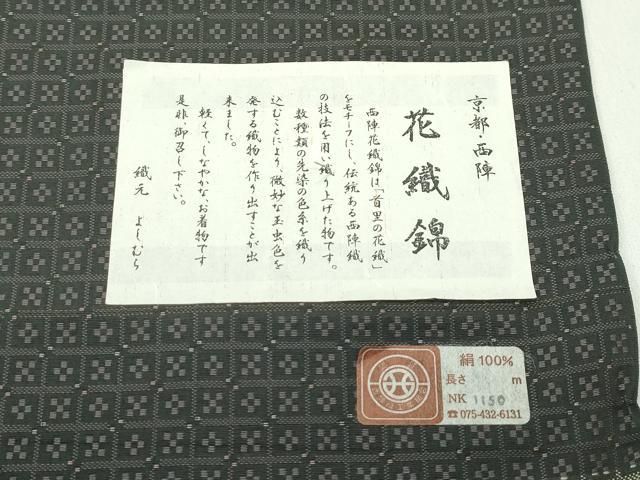 京都・西陣
花織錦
西陣花織錦は「首里の花織」
をモチーフにし、伝統ある西陣織
の技法を用い織り上げた物です。
数種類の先染の色糸を織り
込むことにより、微妙な玉虫色を
発する織物を作り出すことが出
来ました。
軽くて、しなやかな、お着物です
是非、御召し下さい。
織元 よしむら
絹100%
長さ m
NK 1150
☎075-432-6131